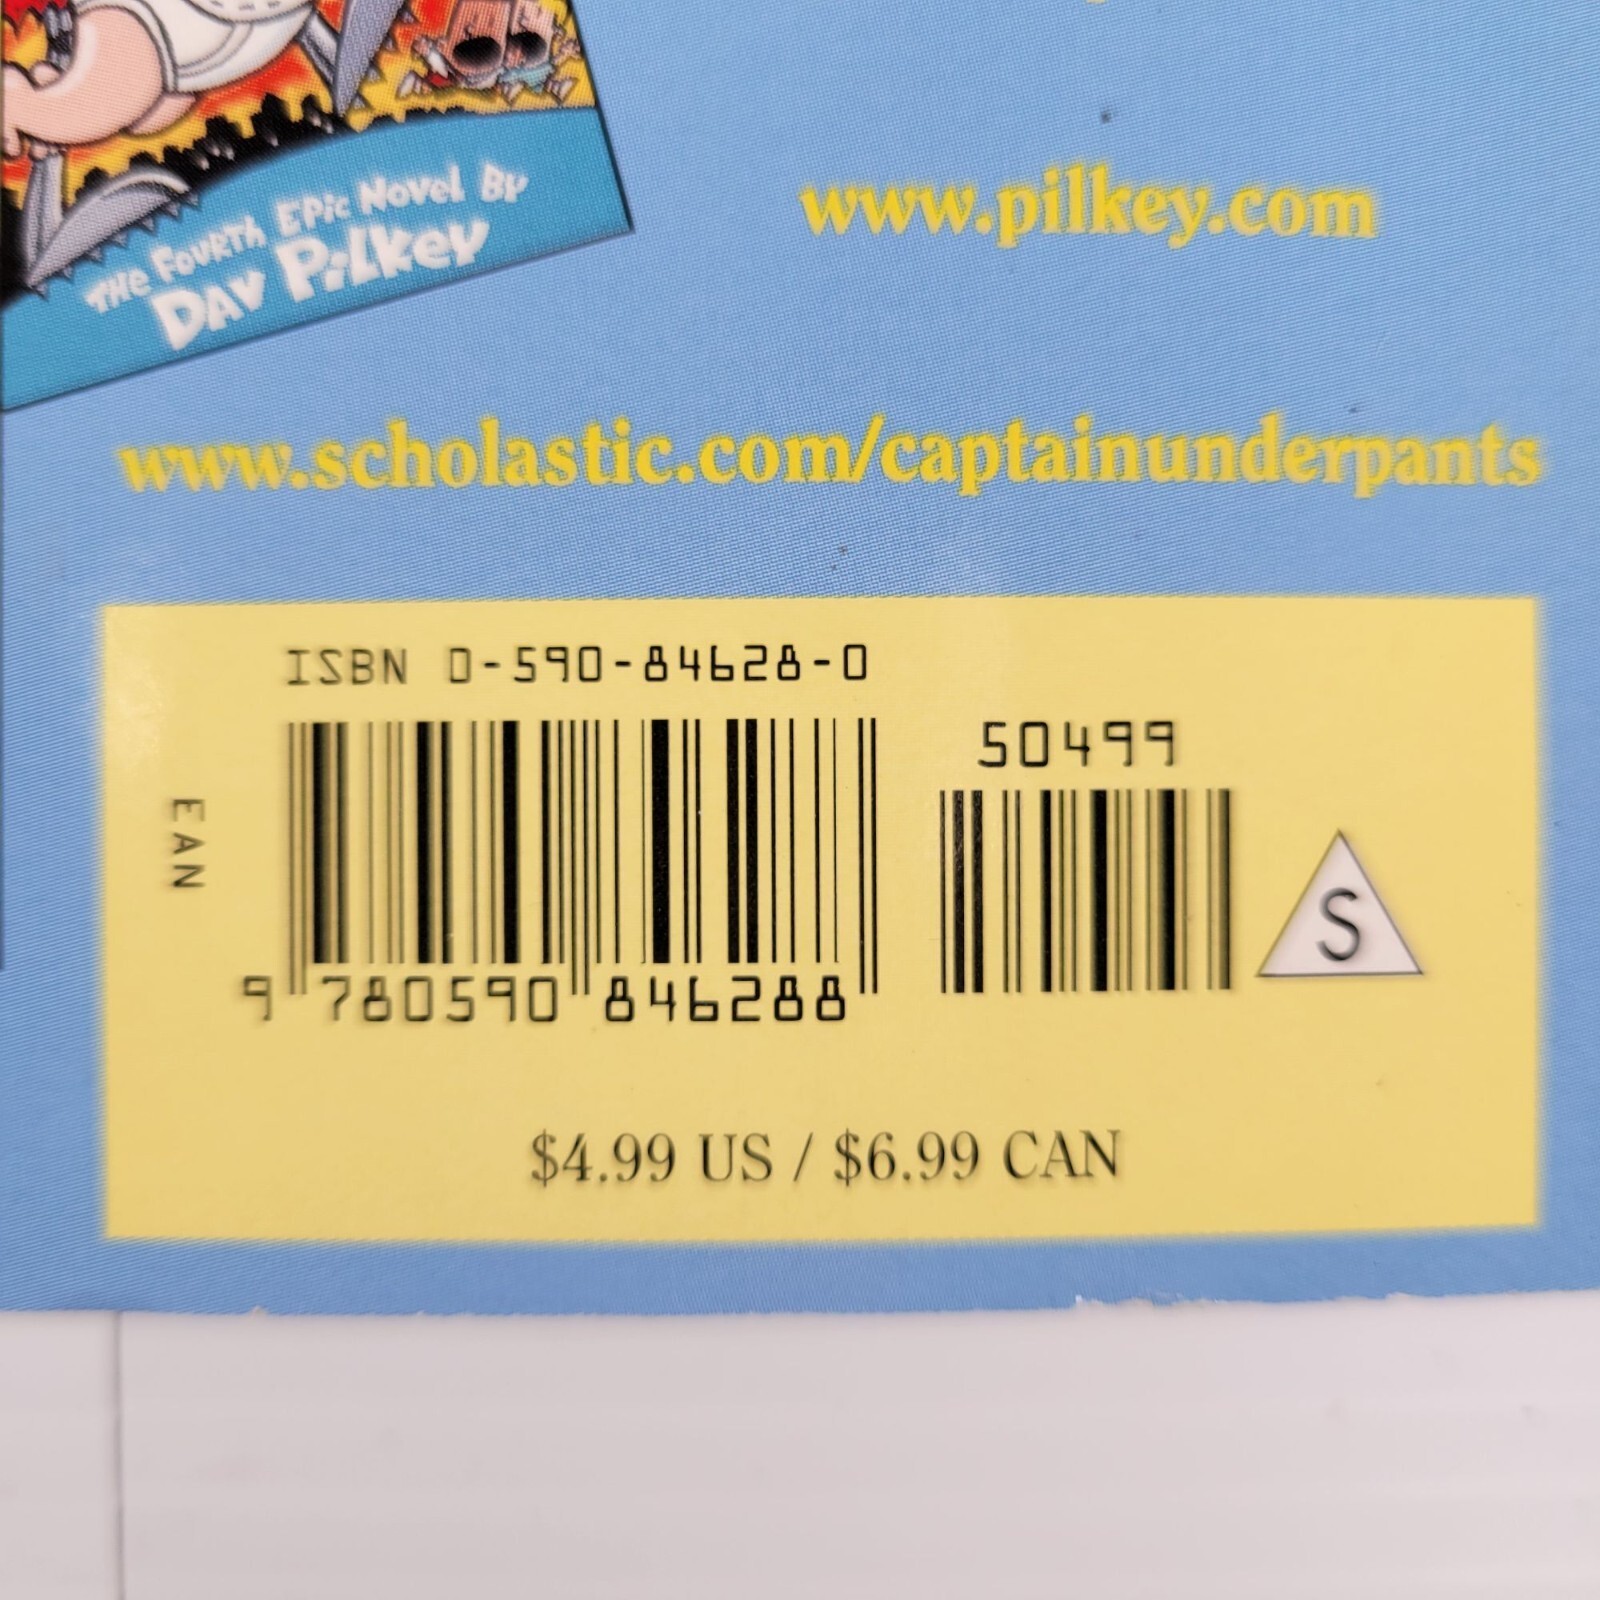 THE FOURTH EPIC NOVEL BY
DAV PILKEY
www.pilkey.com
www.scholastic.com/captainunderpants
ISBN 0-590-84628-0
50499
EAN
S
9 780590 846288
$4.99 US / $6.99 CAN